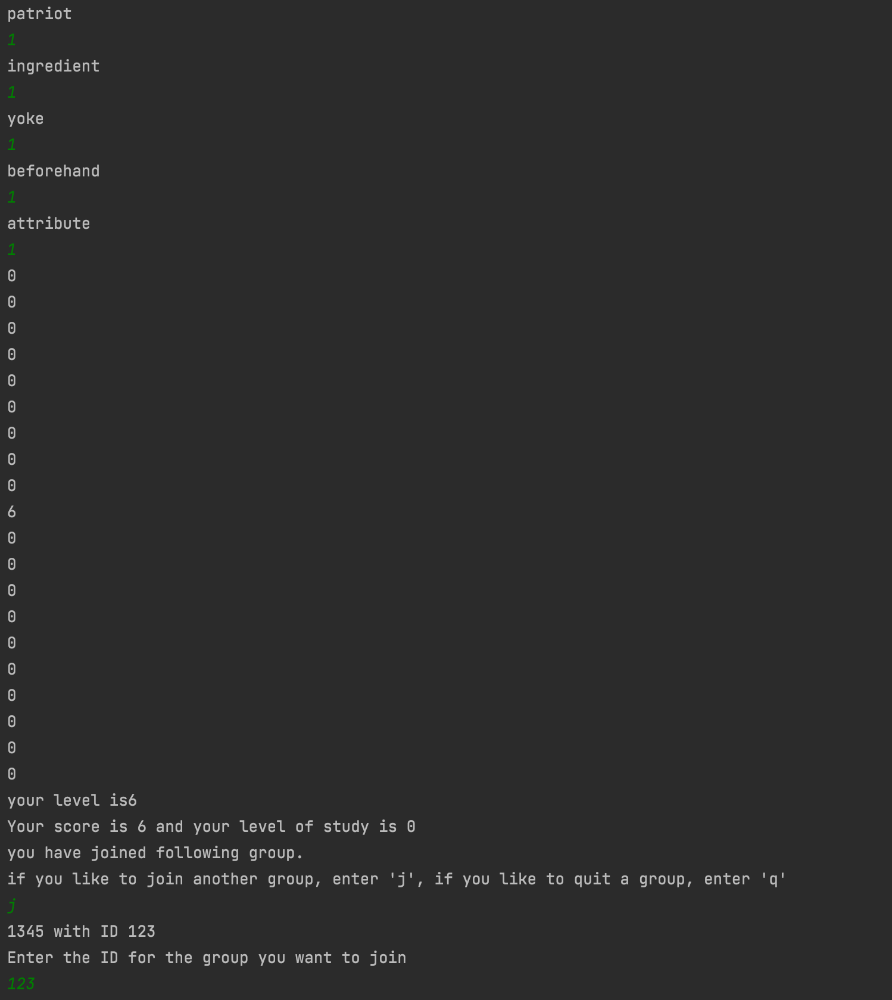 patriot
1
ingredient
1
yoke
1
beforehand
1
attribute
1
0
0
0
0
0
0
0
0
0
6
0
0
0
0
0
0
0
0
0
0
your level is6
Your score is 6 and your level of study is 0
you have joined following group.
if you like to join another group, enter 'j', if you like to quit a group, enter 'q'
j
1345 with ID 123
Enter the ID for the group you want to join
123